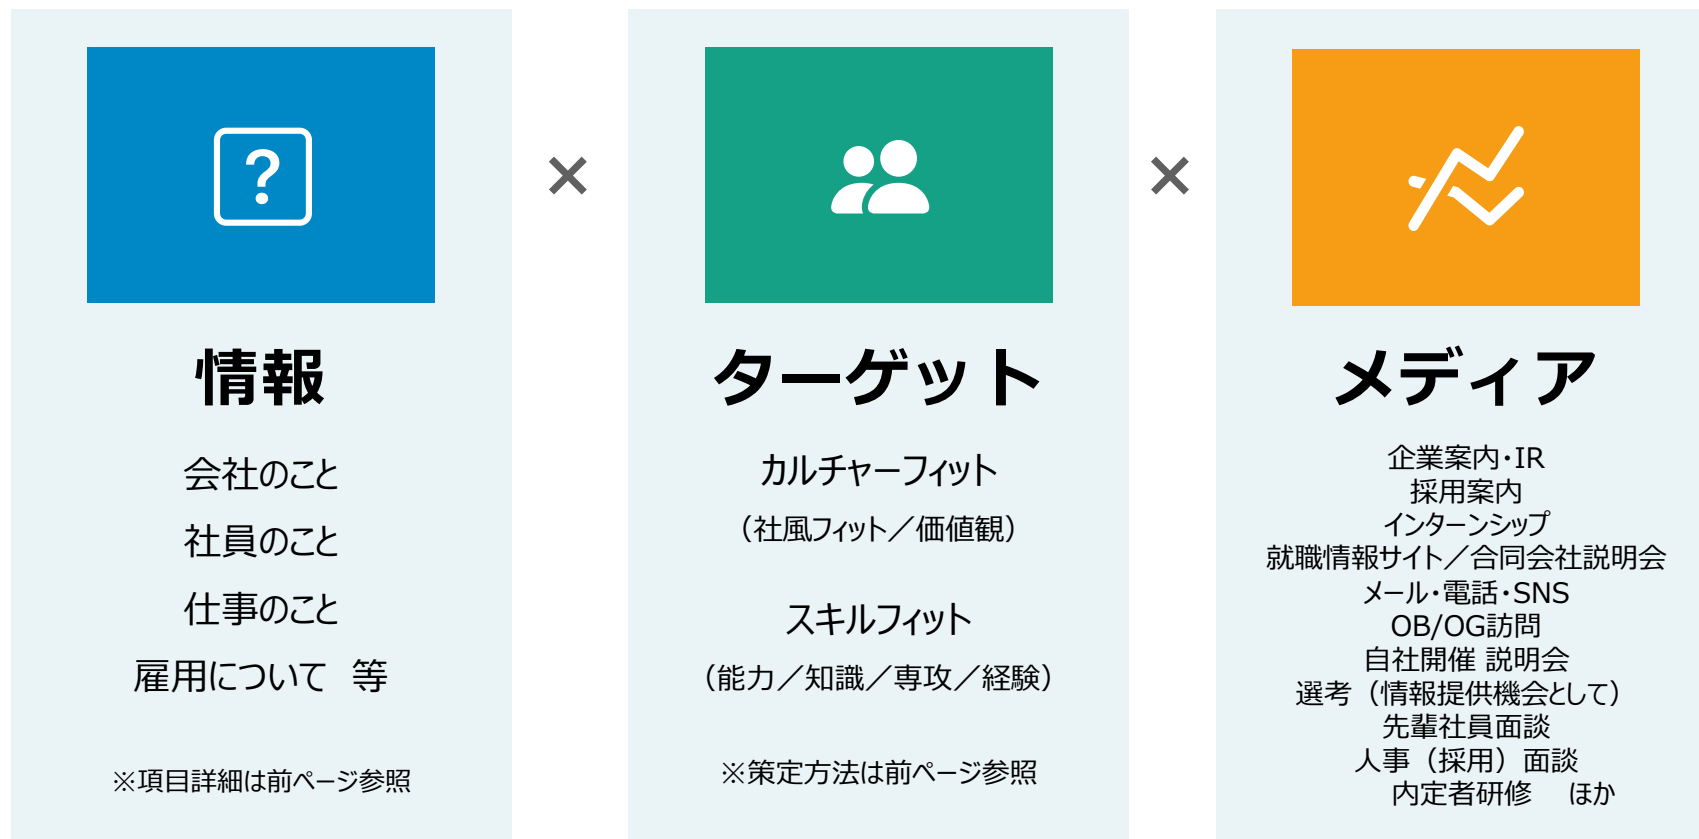 ?
×
×
情報
会社のこと
社員のこと
仕事のこと
雇用について 等
※項目詳細は前ページ参照
ターゲット
カルチャーフィット
（社風フィット／価値観）
スキルフィット
（能力／知識／専攻／経験）
※策定方法は前ページ参照
メディア
企業案内・IR
採用案内
インターンシップ
就職情報サイト／合同会社説明会
メール・電話・SNS
OB/OG訪問
自社開催 説明会
選考（情報提供機会として）
先輩社員面談
人事（採用）面談
内定者研修 ほか